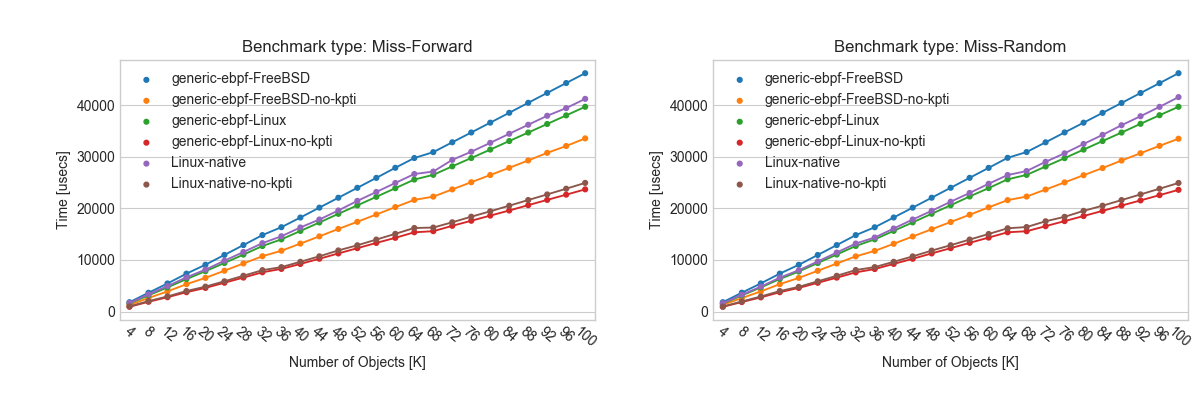 Benchmark type: Miss-Forward
generic-ebpf-FreeBSD
generic-ebpf-FreeBSD-no-kpti
generic-ebpf-Linux
generic-ebpf-Linux-no-kpti
Linux-native
Linux-native-no-kpti
40000
30000
20000
10000
0
Time [usecs]
4 8 12 16 20 24 28 32 36 40 44 48 52 56 60 64 68 72 76 80 84 88 92 96 100
Number of Objects [K]
Benchmark type: Miss-Random
generic-ebpf-FreeBSD
generic-ebpf-FreeBSD-no-kpti
generic-ebpf-Linux
generic-ebpf-Linux-no-kpti
Linux-native
Linux-native-no-kpti
40000
30000
20000
10000
0
Time [usecs]
4 8 12 16 20 24 28 32 36 40 44 48 52 56 60 64 68 72 76 80 84 88 92 96 100
Number of Objects [K]